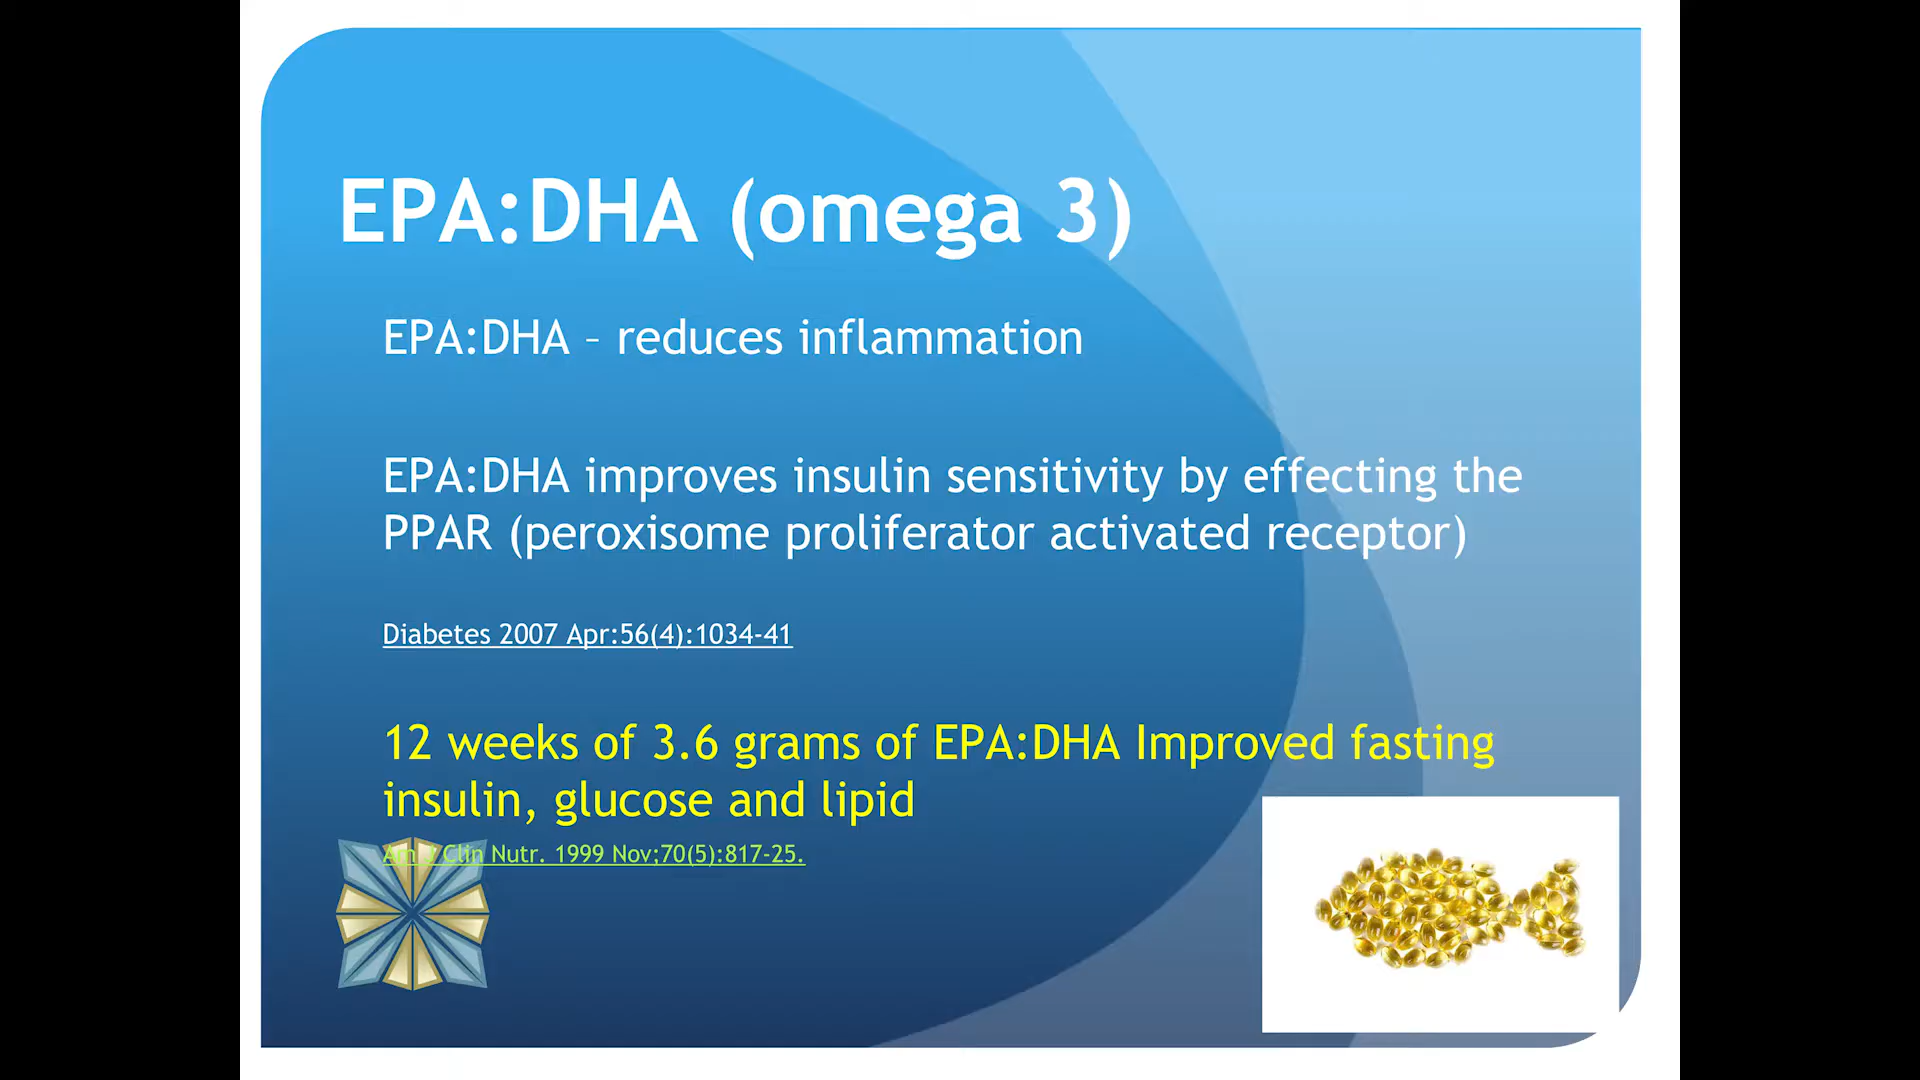 EPA:DHA (omega 3)
EPA:DHA – reduces inflammation
EPA:DHA improves insulin sensitivity by effecting the
PPAR (peroxisome proliferator activated receptor)
Diabetes 2007 Apr:56(4):1034-41
12 weeks of 3.6 grams of EPA:DHA Improved fasting
insulin, glucose and lipid
Am J Clin Nutr. 1999 Nov;70(5):817-25.